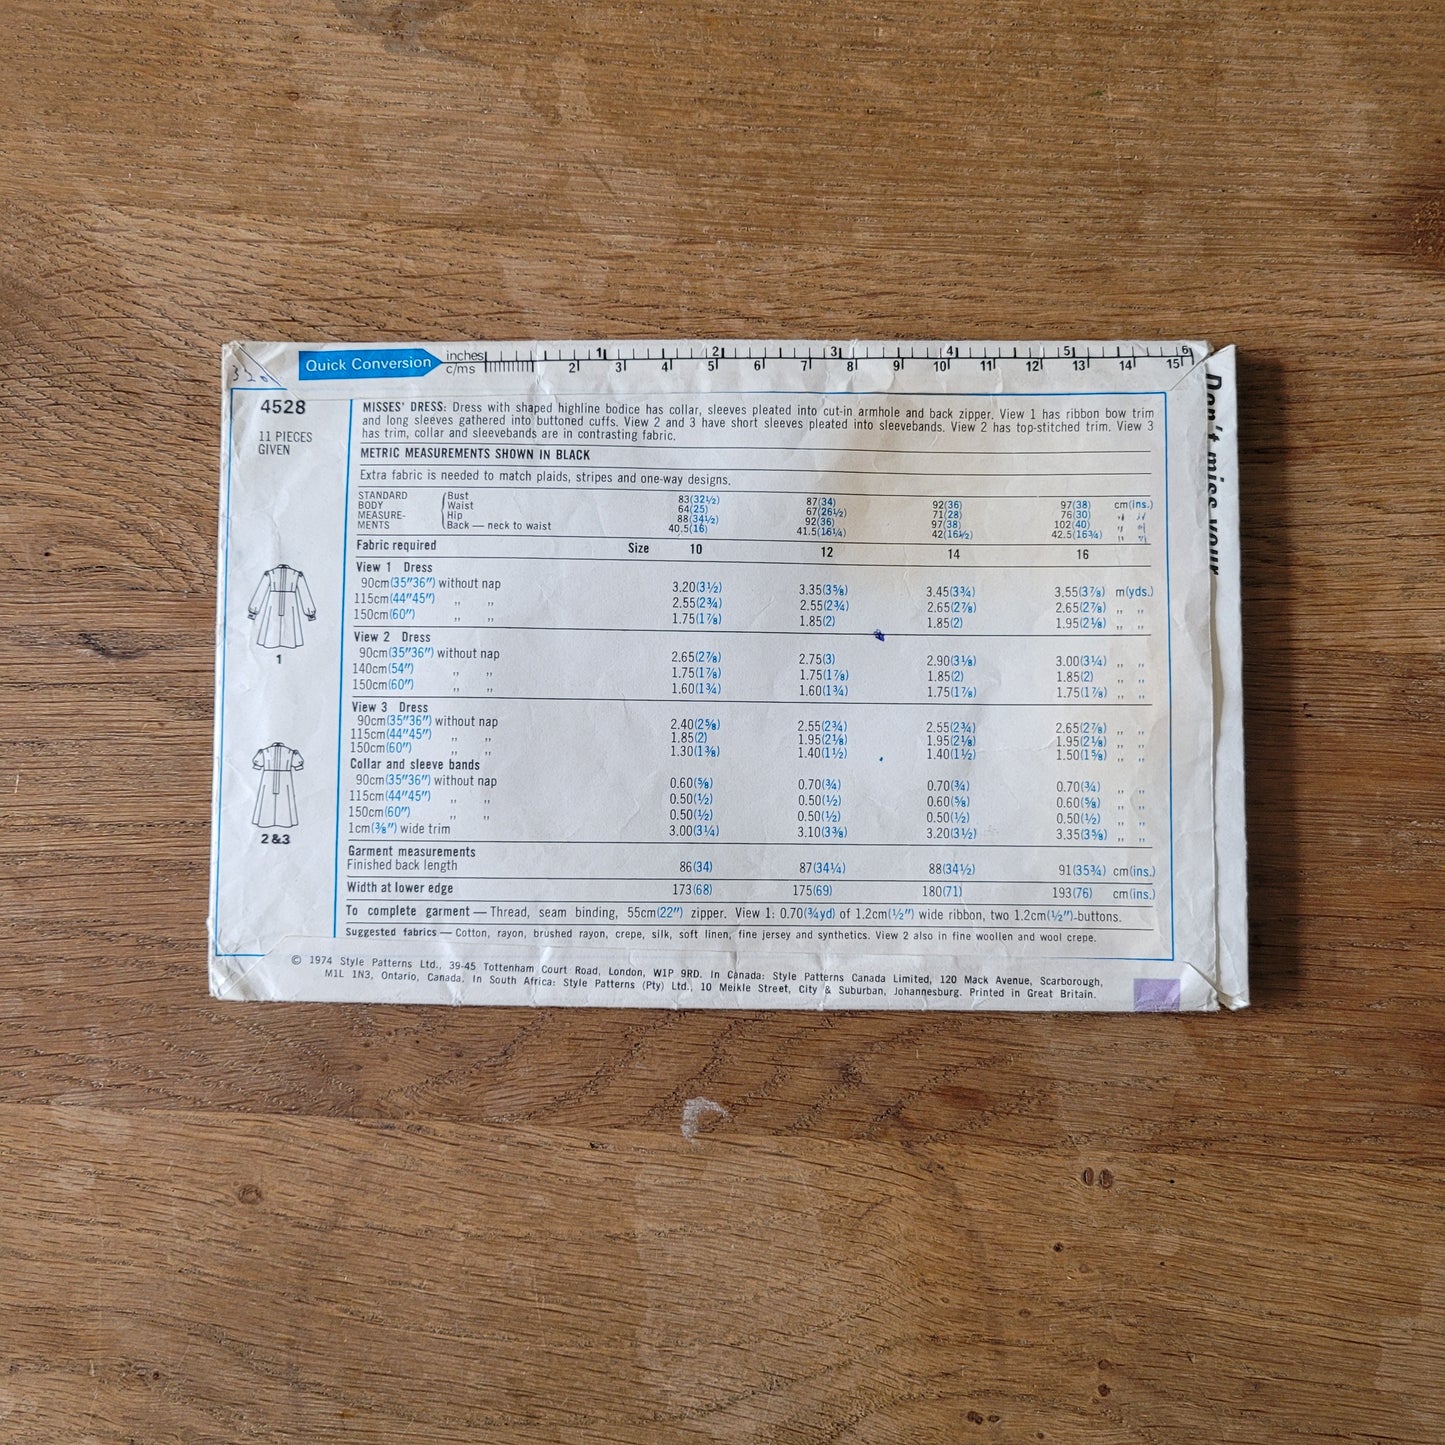 Quick Conversion inches 1 2 3 4 5 6
c/ms 2 3 4 5 6 7 8 9 10 11 12 13 14 15
4528
11 PIECES
GIVEN
1
2 & 3
MISSES' DRESS: Dress with shaped highline bodice has collar, sleeves pleated into cut-in armhole and back zipper. View 1 has ribbon bow trim
and long sleeves gathered into buttoned cuffs. View 2 and 3 have short sleeves pleated into sleevebands. View 2 has top-stitched trim. View 3
has trim, collar and sleevebands are in contrasting fabric.
METRIC MEASUREMENTS SHOWN IN BLACK
Extra fabric is needed to match plaids, stripes and one-way designs.
STANDARD
BODY
MEASURE-
MENTS
Bust 83(32½) 87(34) 92(36) 97(38) cm(ins.)
Waist 64(25) 67(26½) 71(28) 76(30) " "
Hip 88(34½) 92(36) 97(38) 102(40) " "
Back — neck to waist 40.5(16) 41.5(16¼) 42(16½) 42.5(16¾) " "
Fabric required Size 10 12 14 16
View 1 Dress
90cm(35"36") without nap 3.20(3½) 3.35(3⅝) 3.45(3¾) 3.55(3⅞) m(yds.)
115cm(44"45") " " 2.55(2¾) 2.55(2¾) 2.65(2⅞) 2.65(2⅞) " "
150cm(60") " " 1.75(1⅞) 1.85(2) 1.85(2) 1.95(2⅛) " "
View 2 Dress
90cm(35"36") without nap 2.65(2⅞) 2.75(3) 2.90(3⅛) 3.00(3¼) " "
140cm(54") " " 1.75(1⅞) 1.75(1⅞) 1.85(2) 1.85(2) " "
150cm(60") " " 1.60(1¾) 1.60(1¾) 1.75(1⅞) 1.75(1⅞) " "
View 3 Dress
90cm(35"36") without nap 2.40(2⅝) 2.55(2¾) 2.55(2¾) 2.65(2⅞) " "
115cm(44"45") " " 1.85(2) 1.95(2⅛) 1.95(2⅛) 1.95(2⅛) " "
150cm(60") " " 1.30(1⅜) 1.40(1½) 1.40(1½) 1.50(1⅝) " "
Collar and sleeve bands
90cm(35"36") without nap 0.60(⅝) 0.70(¾) 0.70(¾) 0.70(¾) " "
115cm(44"45") " " 0.50(½) 0.50(½) 0.60(⅝) 0.60(⅝) " "
150cm(60") " " 0.50(½) 0.50(½) 0.50(½) 0.50(½) " "
1cm(⅜") wide trim 3.00(3¼) 3.10(3⅜) 3.20(3½) 3.35(3⅝) " "
Garment measurements
Finished back length 86(34) 87(34¼) 88(34½) 91(35¾) cm(ins.)
Width at lower edge 173(68) 175(69) 180(71) 193(76) cm(ins.)
To complete garment — Thread, seam binding, 55cm(22") zipper. View 1: 0.70(¾yd) of 1.2cm(½") wide ribbon, two 1.2cm(½")-buttons.
Suggested fabrics — Cotton, rayon, brushed rayon, crepe, silk, soft linen, fine jersey and synthetics. View 2 also in fine woollen and wool crepe.
© 1974 Style Patterns Ltd., 39-45 Tottenham Court Road, London, W1P 9RD. In Canada: Style Patterns Canada Limited, 120 Mack Avenue, Scarborough,
M1L 1N3, Ontario, Canada. In South Africa: Style Patterns (Pty) Ltd., 10 Meikle Street, City & Suburban, Johannesburg. Printed in Great Britain.
Don't miss your